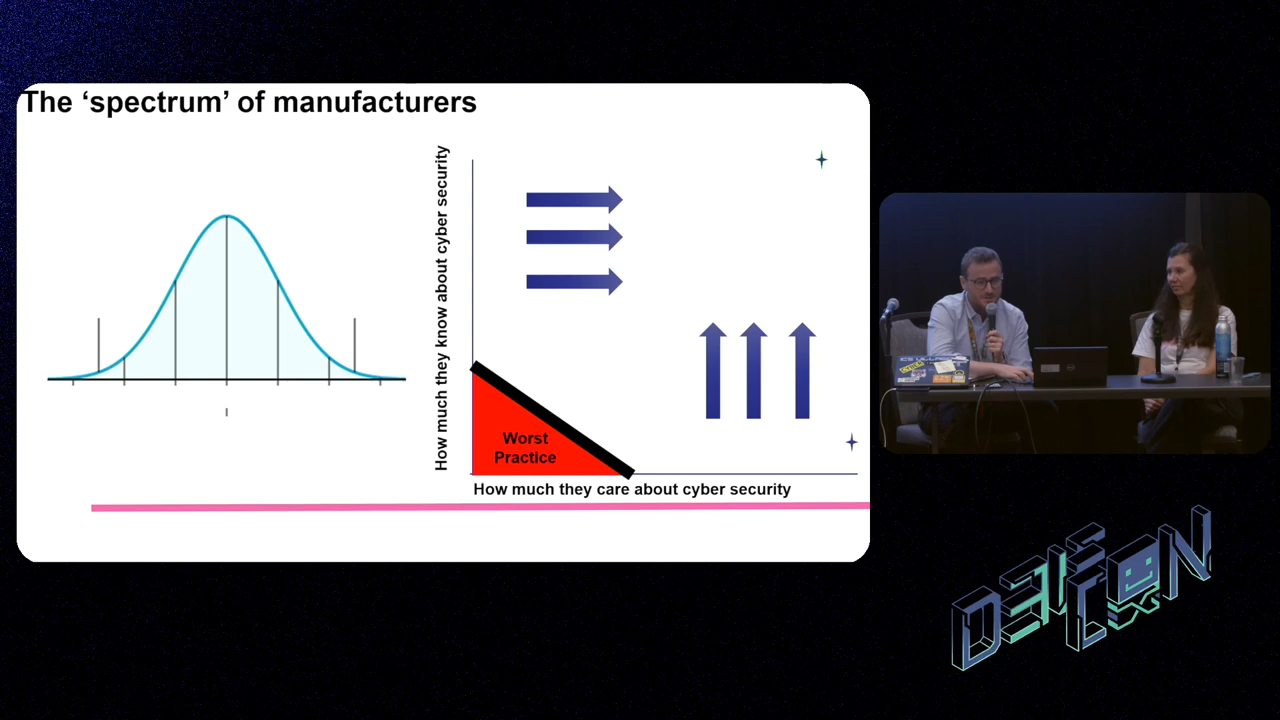 The ‘spectrum’ of manufacturers
How much they know about cyber security
Worst
Practice
How much they care about cyber security
DEF
CON